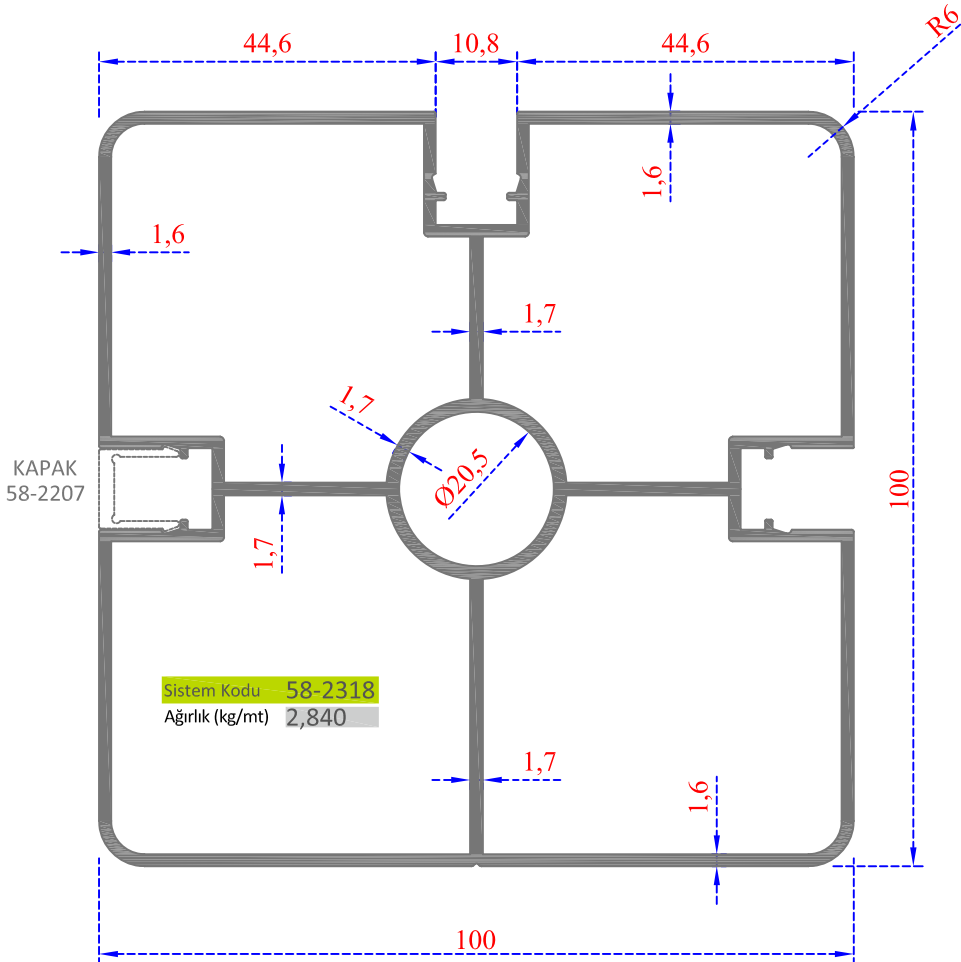 44,6 10,8 44,6
R6
1,6
1,6
1,7
1,7
Ø20,5
KAPAK
58-2207
100
1,7
Sistem Kodu 58-2318
Ağırlık (kg/mt) 2,840
1,7
1,6
100